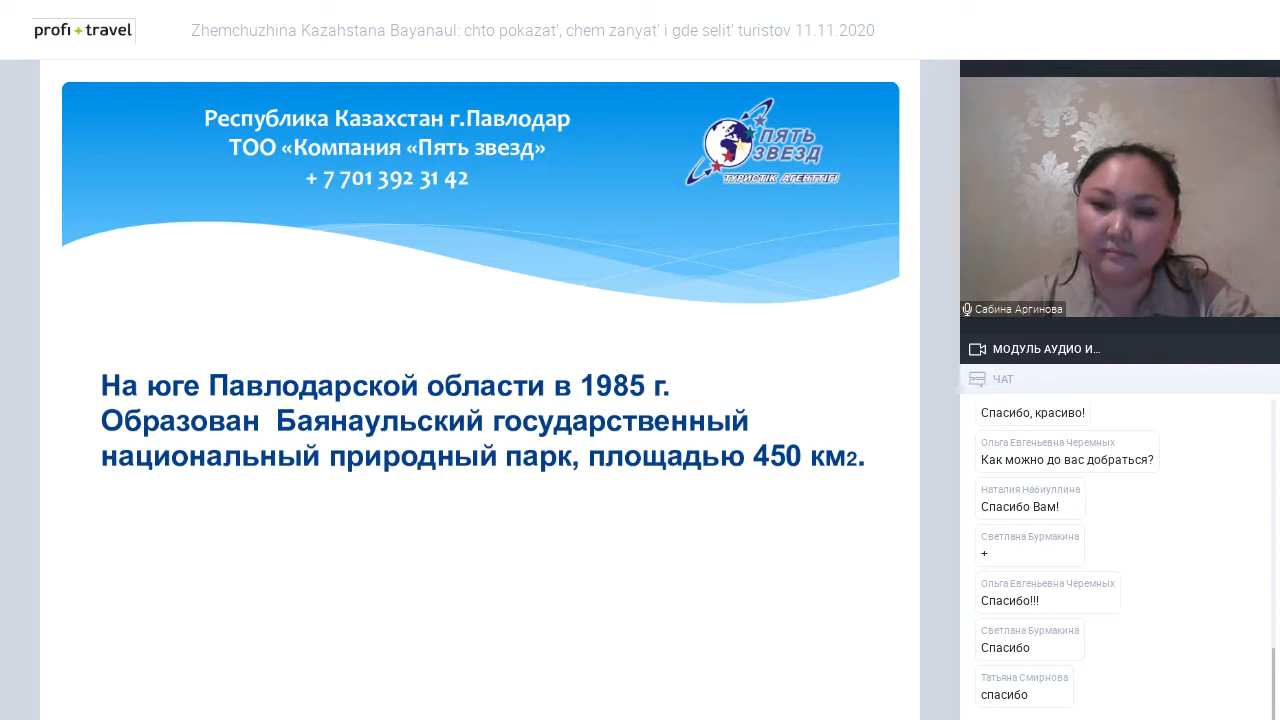 profi + travel
Zhemchuzhina Kazahstana Bayanaul: chto pokazat', chem zanyat' i gde selit' turistov 11.11.2020
Республика Казахстан г.Павлодар
ТОО «Компания «Пять звезд»
+ 7 701 392 31 42
ПЯТЬ
ЗВЕЗД
ТУРИСТІК АГЕНТТІГІ
На юге Павлодарской области в 1985 г.
Образован Баянаульский государственный
национальный природный парк, площадью 450 км2.
Сабина Аргинова
МОДУЛЬ АУДИО И...
ЧАТ
Спасибо, красиво!
Ольга Евгеньевна Черемных
Как можно до вас добраться?
Наталия Набиуллина
Спасибо Вам!
Светлана Бурмакина
+
Ольга Евгеньевна Черемных
Спасибо!!!
Светлана Бурмакина
Спасибо
Татьяна Смирнова
спасибо